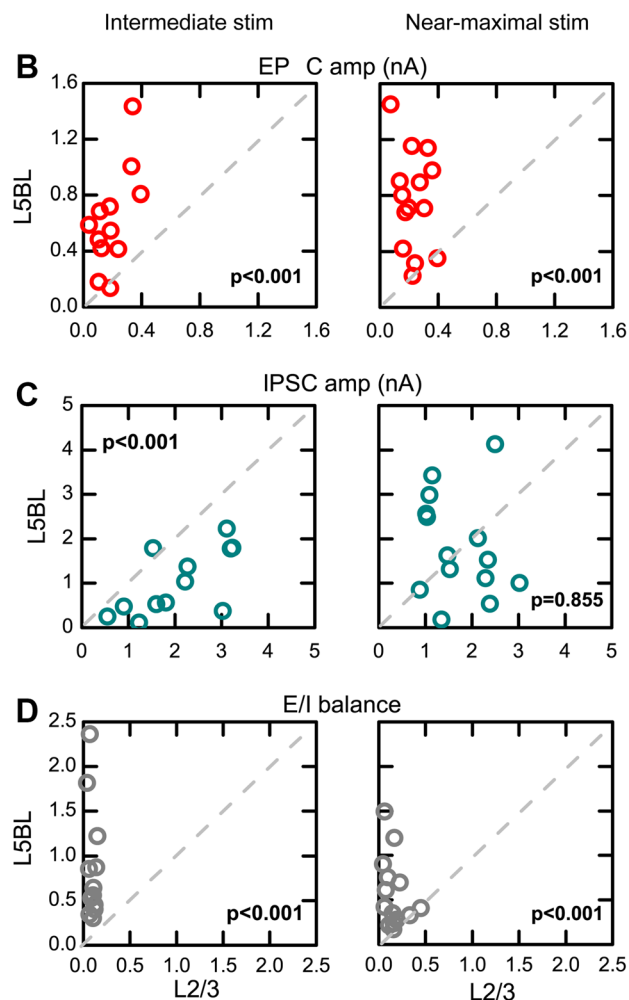 Intermediate stim Near-maximal stim
B EP C amp (nA)
L5BL
1.6
1.2
0.8
0.4
0.0
p<0.001
p<0.001
0.0 0.4 0.8 1.2 1.6 0.0 0.4 0.8 1.2 1.6
C IPSC amp (nA)
L5BL
5
4
3
2
1
0
p<0.001
p=0.855
0 1 2 3 4 5 0 1 2 3 4 5
D E/I balance
L5BL
2.5
2.0
1.5
1.0
0.5
0.0
p<0.001
p<0.001
0.0 0.5 1.0 1.5 2.0 2.5 0.0 0.5 1.0 1.5 2.0 2.5
L2/3 L2/3